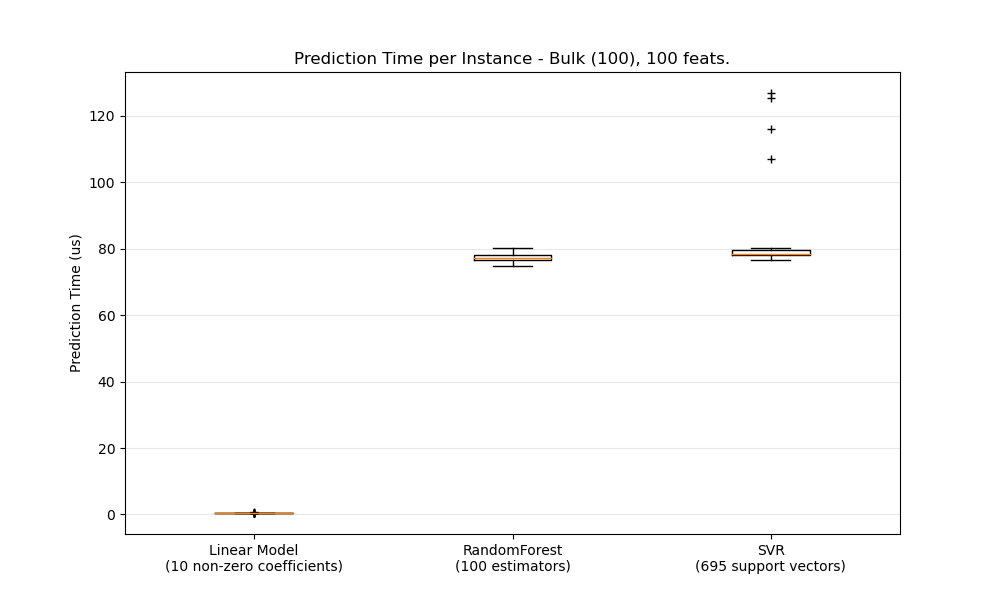 Prediction Time per Instance - Bulk (100), 100 feats.
Prediction Time (us)
120
100
80
60
40
20
0
Linear Model
(10 non-zero coefficients)
RandomForest
(100 estimators)
SVR
(695 support vectors)